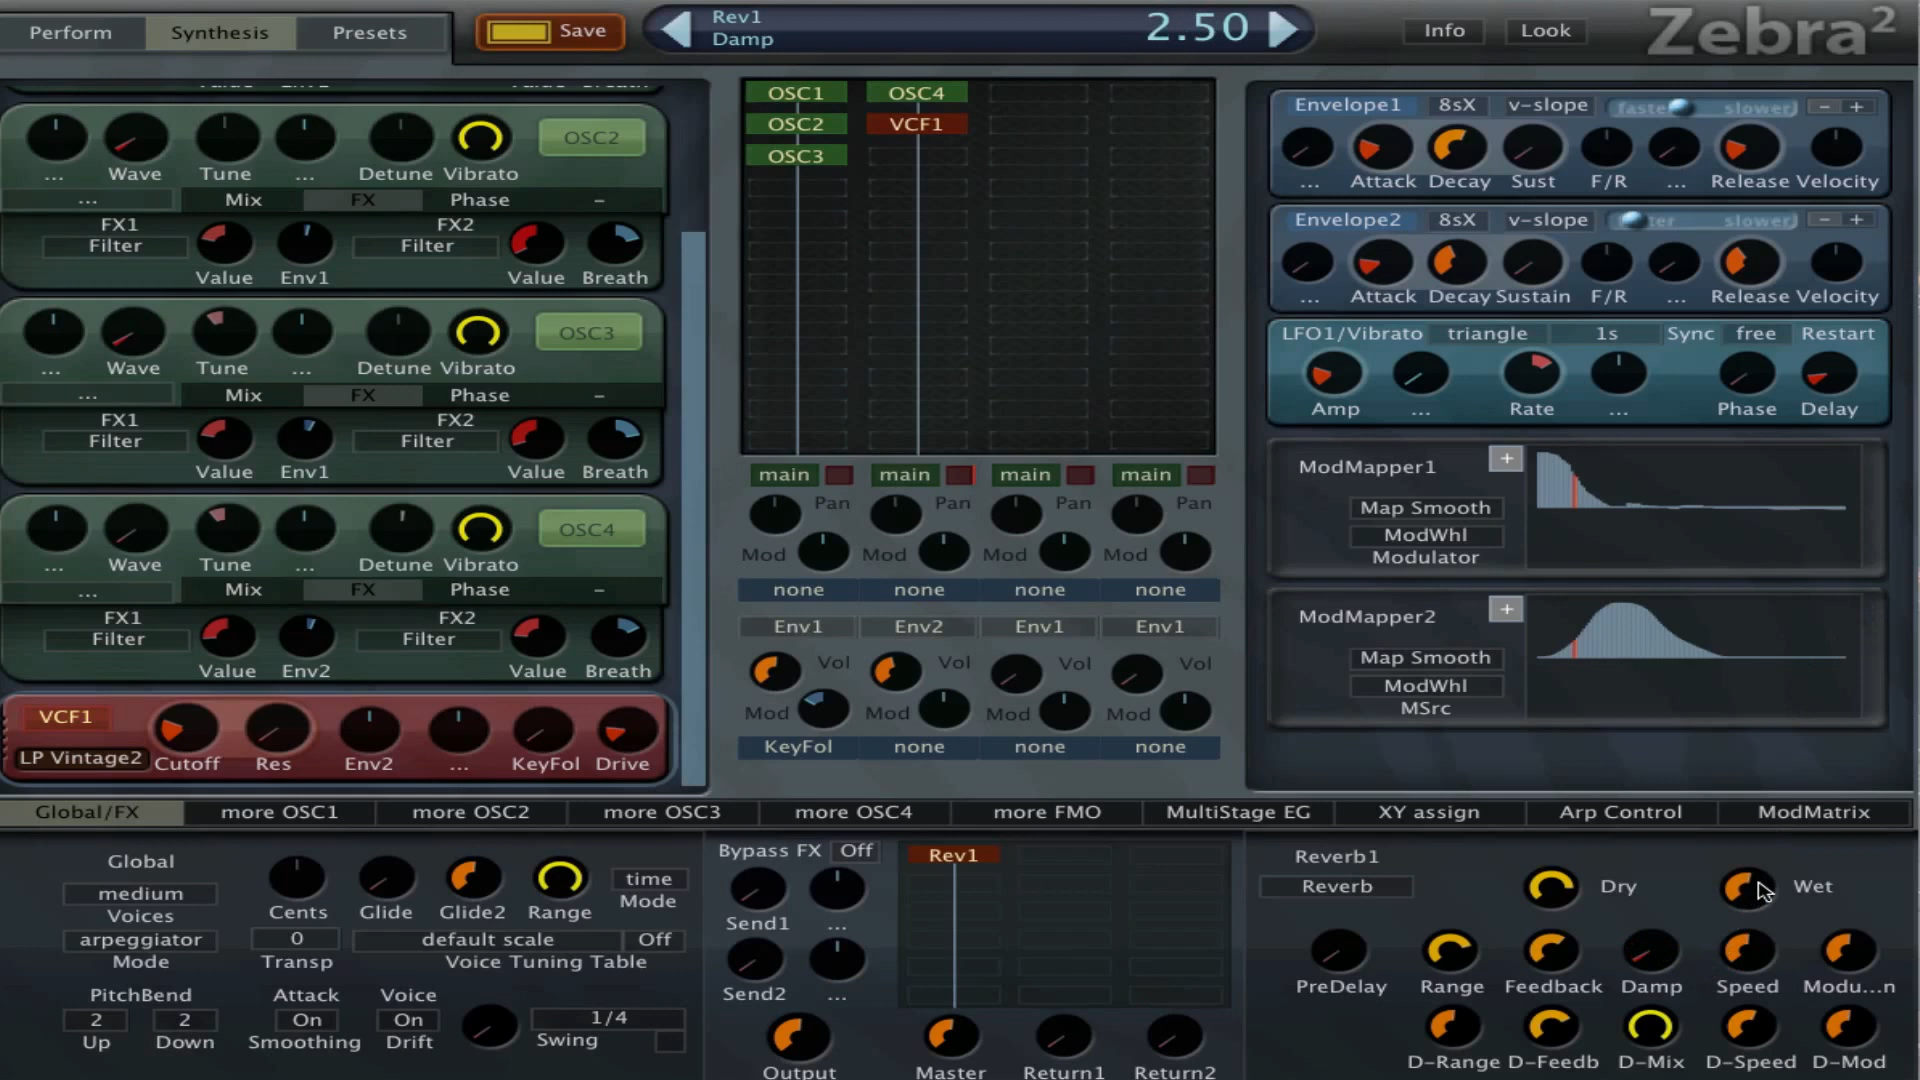 Perform Synthesis Presets Save Rev1 Damp 2.50 Info Look Zebra2
OSC2
... Wave Tune ... Detune Vibrato
... Mix FX Phase –
FX1 Filter Value Env1 FX2 Filter Value Breath
OSC3
... Wave Tune ... Detune Vibrato
... Mix FX Phase –
FX1 Filter Value Env1 FX2 Filter Value Breath
OSC4
... Wave Tune ... Detune Vibrato
... Mix FX Phase –
FX1 Filter Value Env2 FX2 Filter Value Breath
VCF1
LP Vintage2 Cutoff Res Env2 ... KeyFol Drive
OSC1 OSC4
OSC2 VCF1
OSC3
main main main main
Pan Pan Pan Pan
Mod Mod Mod Mod
none none none none
Env1 Env2 Env1 Env1
Vol Vol Vol Vol
Mod Mod Mod Mod
KeyFol none none none
Envelope1 8sX v-slope faster slower – +
... Attack Decay Sust F/R ... Release Velocity
Envelope2 8sX v-slope slower – +
... Attack Decay Sustain F/R ... Release Velocity
LFO1/Vibrato triangle 1s Sync free Restart
Amp ... Rate ... Phase Delay
ModMapper1 +
Map Smooth
ModWhl
Modulator
ModMapper2 +
Map Smooth
ModWhl
MSrc
Global/FX more OSC1 more OSC2 more OSC3 more OSC4 more FMO MultiStage EG XY assign Arp Control ModMatrix
Global
medium
Voices
arpeggiator
Mode
Cents Glide Glide2 Range
time
Mode
0
Transp
default scale Off
Voice Tuning Table
PitchBend
2 2
Up Down
Attack
On
Smoothing
Voice
On
Drift
1/4
Swing
Bypass FX Off
Send1 ...
Send2 ...
Rev1
Output Master Return1 Return2
Reverb1
Reverb Dry Wet
PreDelay Range Feedback Damp Speed Modu...n
D-Range D-Feedb D-Mix D-Speed D-Mod